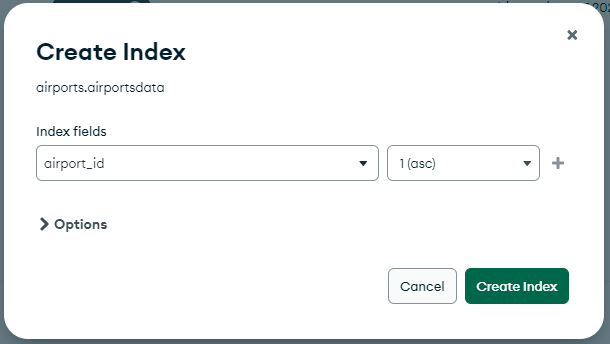 Create Index
airports.airportsdata
Index fields
airport_id
1 (asc)
Options
Cancel
Create Index